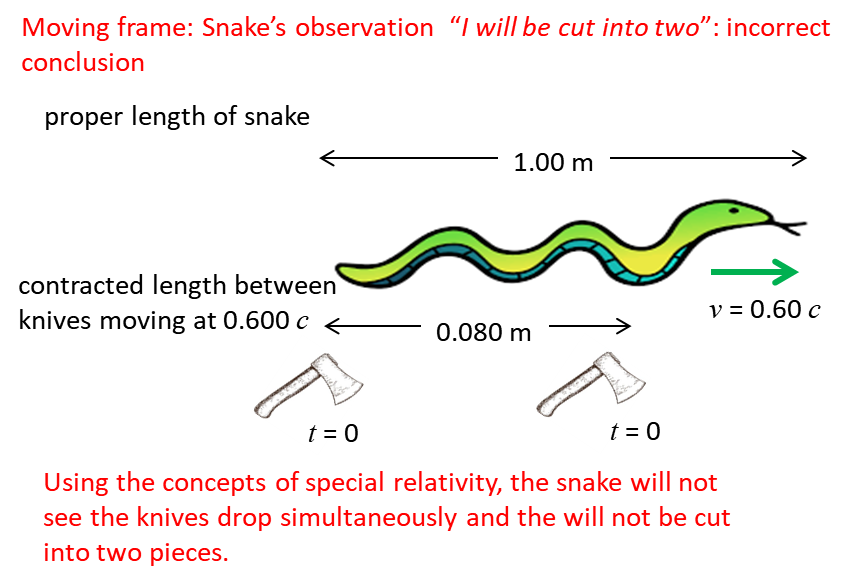 Moving frame: Snake’s observation “I will be cut into two”: incorrect
conclusion
proper length of snake
1.00 m
contracted length between
knives moving at 0.600 c
0.080 m
v = 0.60 c
t = 0
t = 0
Using the concepts of special relativity, the snake will not
see the knives drop simultaneously and the will not be cut
into two pieces.